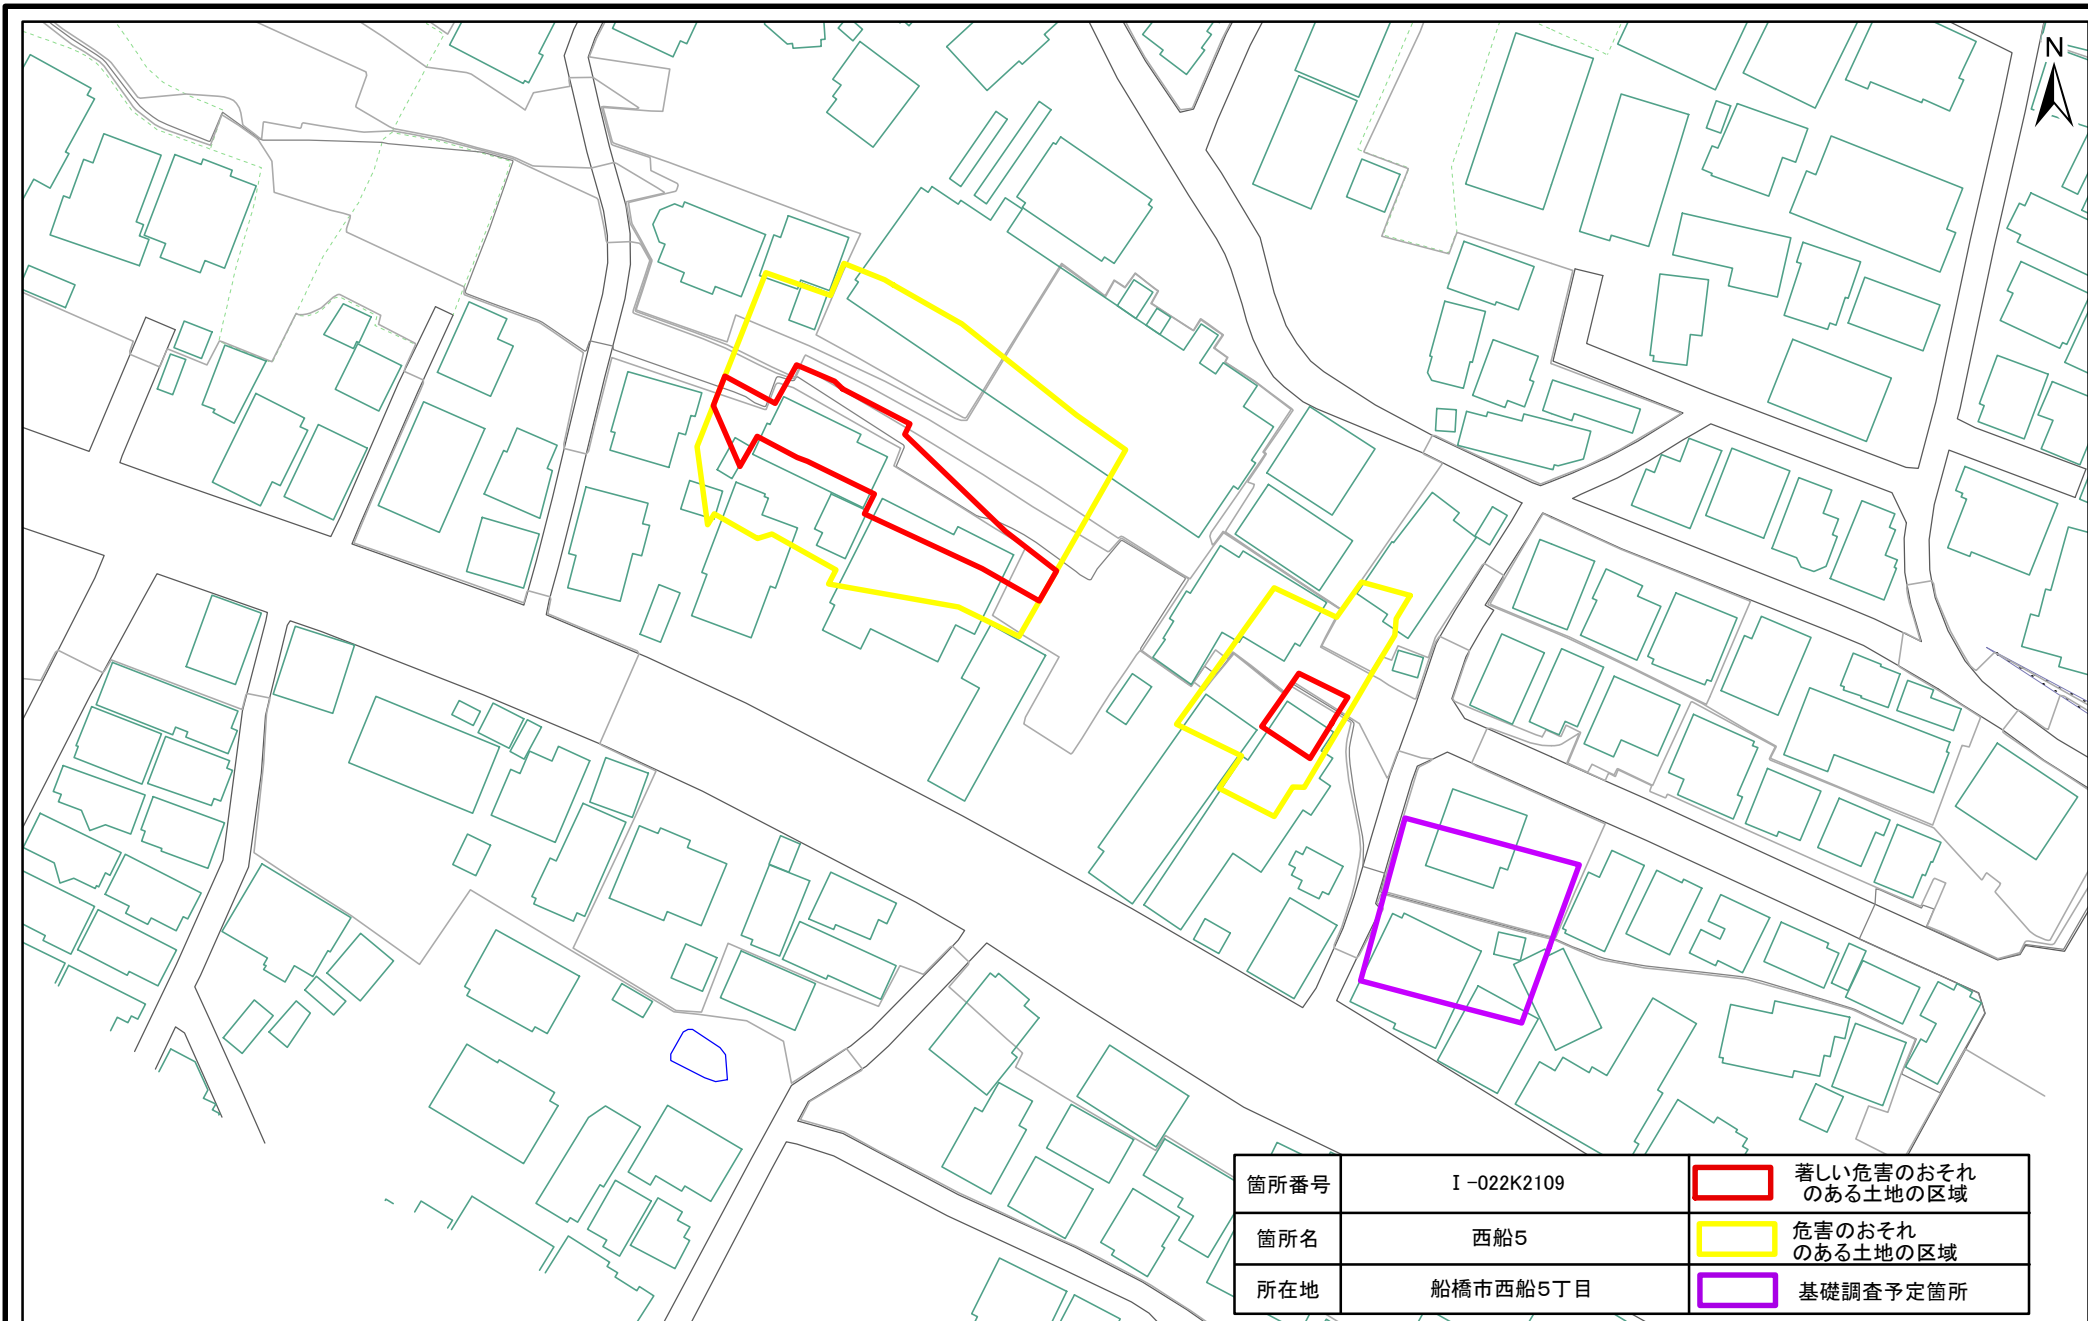 N
箇所番号
Ⅰ-022K2109
著しい危害のおそれ
のある土地の区域
箇所名
西船5
危害のおそれ
のある土地の区域
所在地
船橋市西船5丁目
基礎調査予定箇所